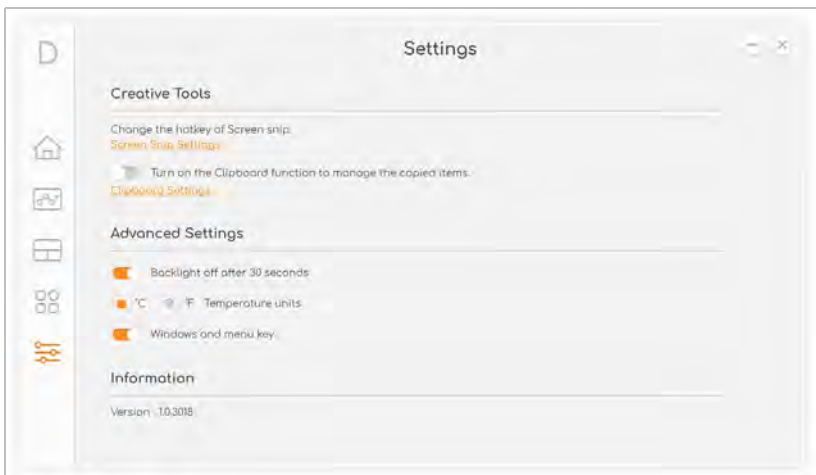 D
Settings
Creative Tools
Change the hotkey of Screen snip.
Screen Snip Settings
Turn on the Clipboard function to manage the copied items.
Clipboard Settings
Advanced Settings
Backlight off after 30 seconds
°C °F Temperature units
Windows and menu key
Information
Version 1.0.3018